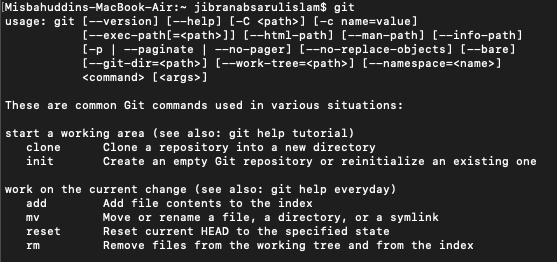 [Misbahuddins-MacBook-Air:~ jibranabsarulislam$ git
usage: git [--version] [--help] [-C <path>] [-c name=value]
           [--exec-path[=<path>]] [--html-path] [--man-path] [--info-path]
           [-p | --paginate | --no-pager] [--no-replace-objects] [--bare]
           [--git-dir=<path>] [--work-tree=<path>] [--namespace=<name>]
           <command> [<args>]

These are common Git commands used in various situations:

start a working area (see also: git help tutorial)
   clone      Clone a repository into a new directory
   init       Create an empty Git repository or reinitialize an existing one

work on the current change (see also: git help everyday)
   add        Add file contents to the index
   mv         Move or rename a file, a directory, or a symlink
   reset      Reset current HEAD to the specified state
   rm         Remove files from the working tree and from the index